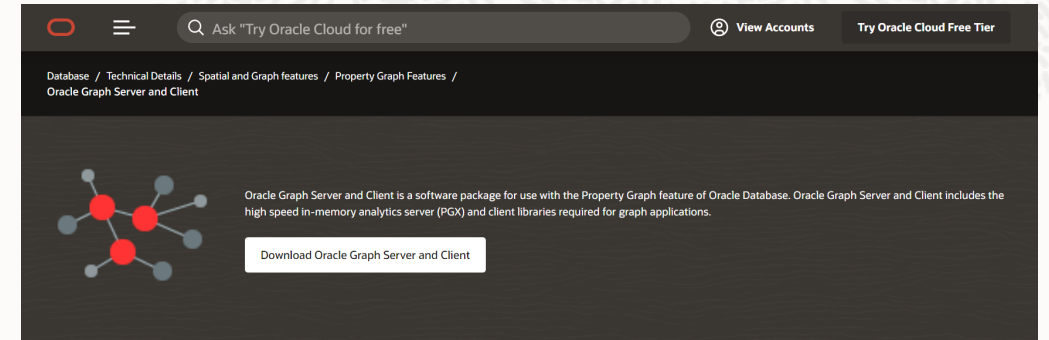 Ask "Try Oracle Cloud for free"
View Accounts
Try Oracle Cloud Free Tier
Database / Technical Details / Spatial and Graph features / Property Graph Features /
Oracle Graph Server and Client
Oracle Graph Server and Client is a software package for use with the Property Graph feature of Oracle Database. Oracle Graph Server and Client includes the
high speed in-memory analytics server (PGX) and client libraries required for graph applications.
Download Oracle Graph Server and Client